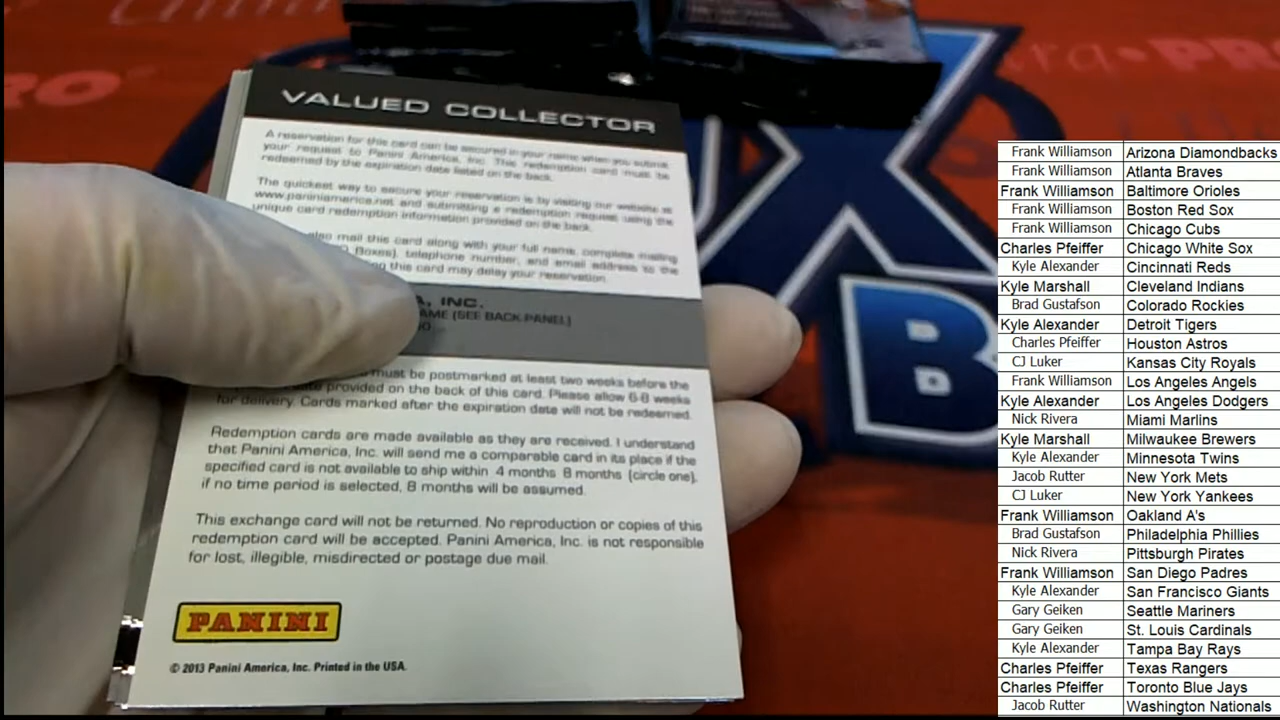 VALUED COLLECTOR
A reservation for this card can be secured in your name when you submit
your request to Panini America, Inc. This redemption card must be
redeemed by the expiration date listed on the back.
The quickest way to secure your reservation is by visiting our website at
www.paniniamerica.net and submitting a redemption request using the
unique card redemption information provided on the back.
also mail this card along with your full name, complete mailing
Boxes), telephone number, and email address to the
this card may delay your reservation.
A, INC.
AME (SEE BACK PANEL)
must be postmarked at least two weeks before the
provided on the back of this card. Please allow 6-8 weeks
for delivery. Cards marked after the expiration date will not be redeemed.
Redemption cards are made available as they are received. I understand
that Panini America, Inc. will send me a comparable card in its place if the
specified card is not available to ship within 4 months 8 months (circle one),
if no time period is selected, 8 months will be assumed.
This exchange card will not be returned. No reproduction or copies of this
redemption card will be accepted. Panini America, Inc. is not responsible
for lost, illegible, misdirected or postage due mail.
PANINI
© 2013 Panini America, Inc. Printed in the USA.
Frank Williamson Arizona Diamondbacks
Frank Williamson Atlanta Braves
Frank Williamson Baltimore Orioles
Frank Williamson Boston Red Sox
Frank Williamson Chicago Cubs
Charles Pfeiffer Chicago White Sox
Kyle Alexander Cincinnati Reds
Kyle Marshall Cleveland Indians
Brad Gustafson Colorado Rockies
Kyle Alexander Detroit Tigers
Charles Pfeiffer Houston Astros
CJ Luker Kansas City Royals
Frank Williamson Los Angeles Angels
Kyle Alexander Los Angeles Dodgers
Nick Rivera Miami Marlins
Kyle Marshall Milwaukee Brewers
Kyle Alexander Minnesota Twins
Jacob Rutter New York Mets
CJ Luker New York Yankees
Frank Williamson Oakland A's
Brad Gustafson Philadelphia Phillies
Nick Rivera Pittsburgh Pirates
Frank Williamson San Diego Padres
Kyle Alexander San Francisco Giants
Gary Geiken Seattle Mariners
Gary Geiken St. Louis Cardinals
Kyle Alexander Tampa Bay Rays
Charles Pfeiffer Texas Rangers
Charles Pfeiffer Toronto Blue Jays
Jacob Rutter Washington Nationals